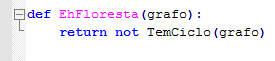 def EhFloresta(grafo):
    return not TemCiclo(grafo)